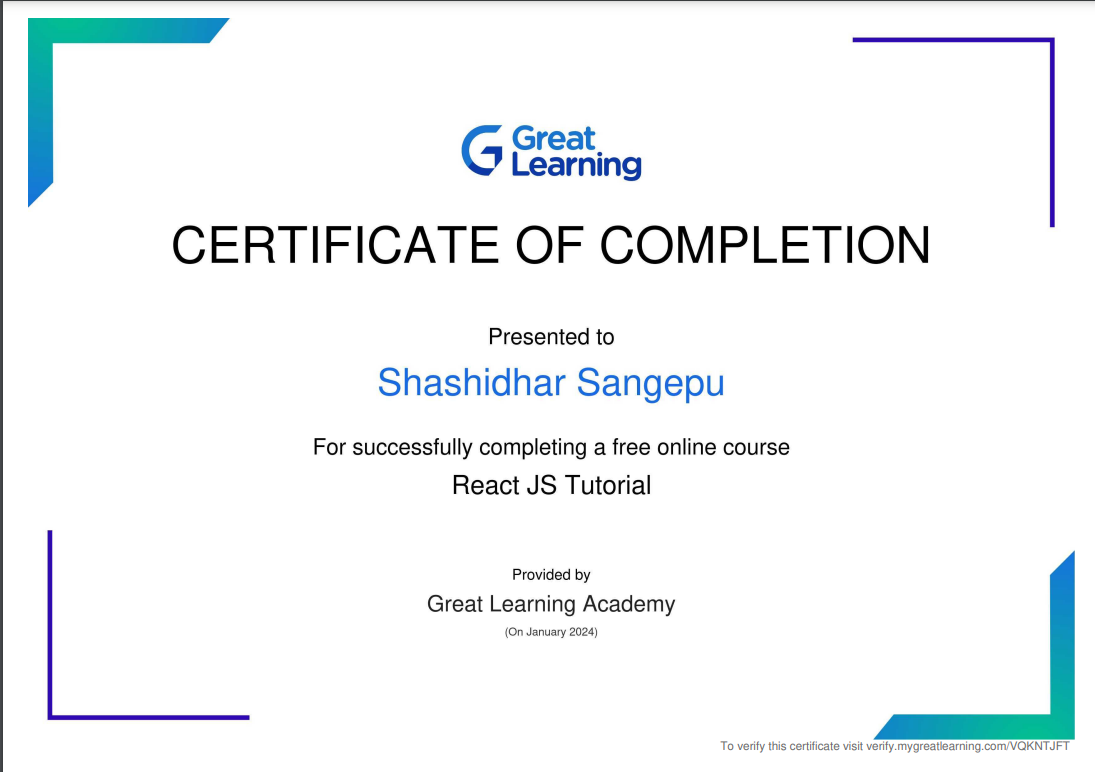 Great
Learning
CERTIFICATE OF COMPLETION
Presented to
Shashidhar Sangepu
For successfully completing a free online course
React JS Tutorial
Provided by
Great Learning Academy
(On January 2024)
To verify this certificate visit verify.mygreatlearning.com/VQKNTJFT